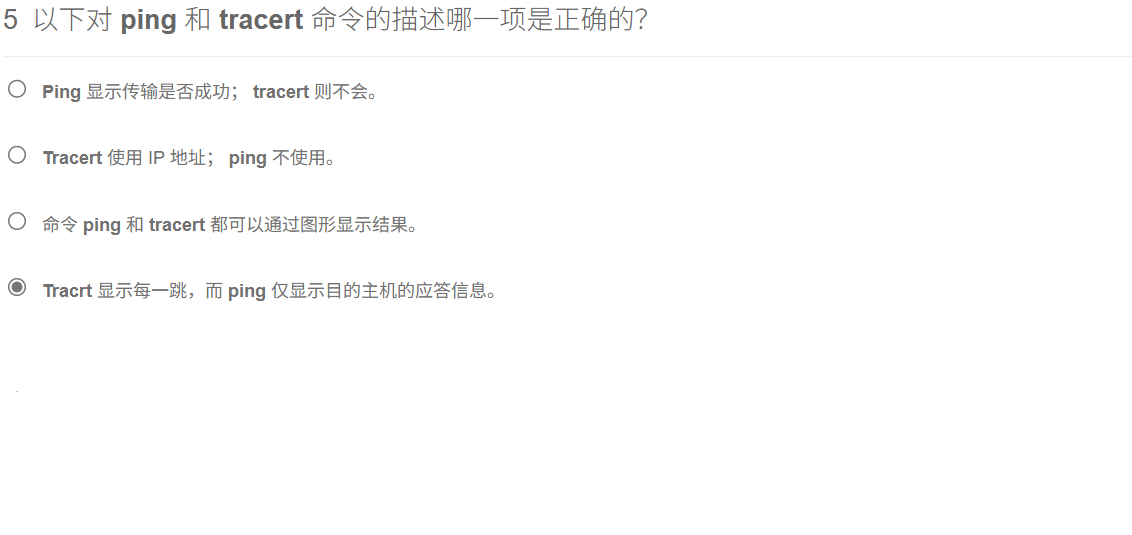 5 以下对 ping 和 tracert 命令的描述哪一项是正确的？
Ping 显示传输是否成功； tracert 则不会。
Tracert 使用 IP 地址； ping 不使用。
命令 ping 和 tracert 都可以通过图形显示结果。
Tracrt 显示每一跳，而 ping 仅显示目的主机的应答信息。